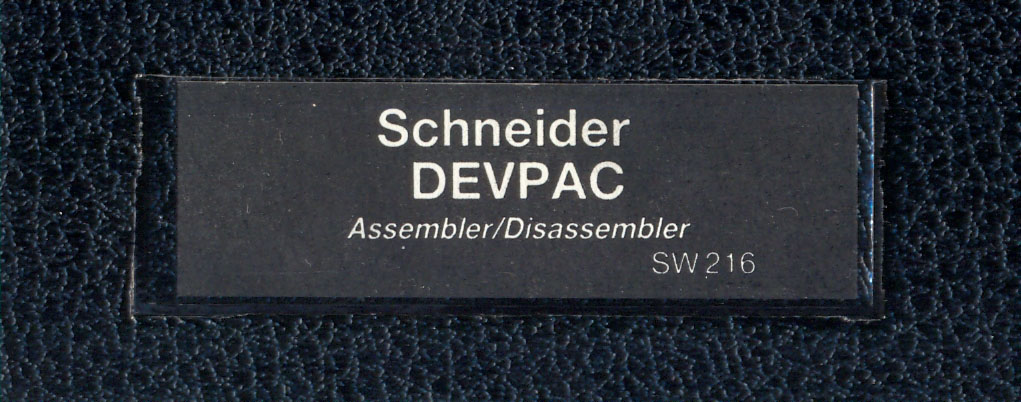 Schneider
DEVPAC
Assembler/Disassembler
SW 216